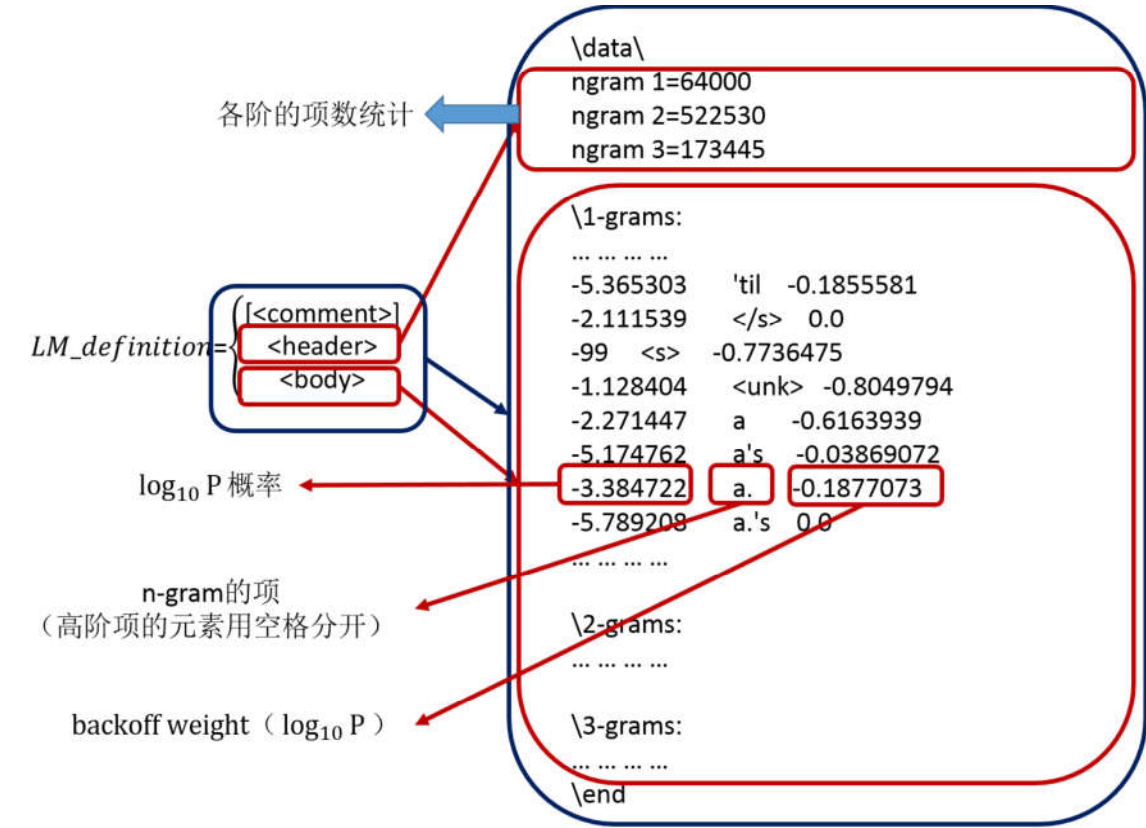 各阶的项数统计
LM_definition=
[<comment>]
<header>
<body>
log₁₀ P 概率
n-gram的项
（高阶项的元素用空格分开）
backoff weight（ log₁₀ P ）
\data\
ngram 1=64000
ngram 2=522530
ngram 3=173445
\1-grams:
... ... ... ...
-5.365303 'til -0.1855581
-2.111539 </s> 0.0
-99 <s> -0.7736475
-1.128404 <unk> -0.8049794
-2.271447 a -0.6163939
-5.174762 a's -0.03869072
-3.384722 a. -0.1877073
-5.789208 a.'s 0.0
... ... ... ...
\2-grams:
... ... ... ...
\3-grams:
... ... ... ...
\end